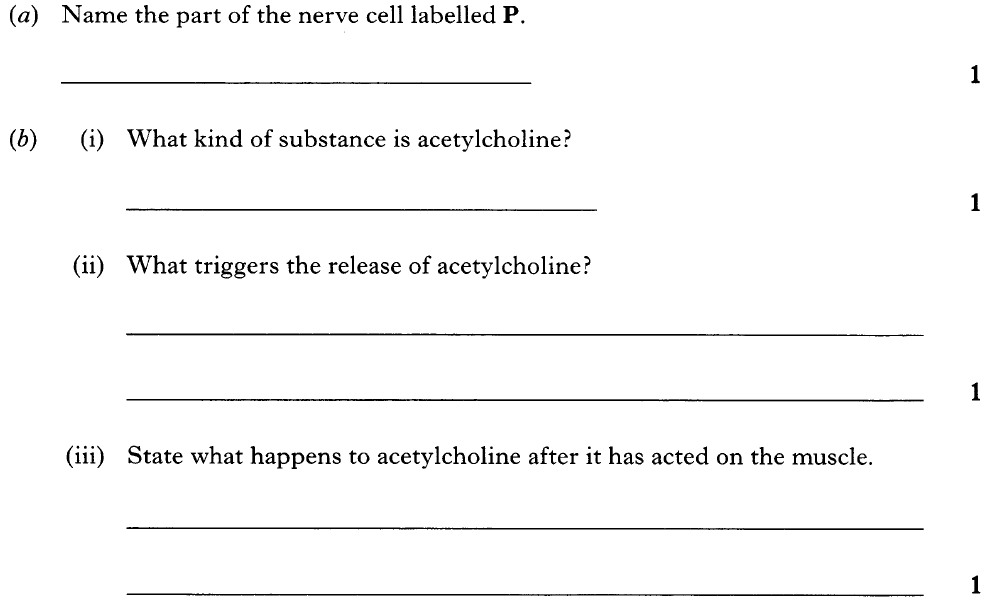 (a) Name the part of the nerve cell labelled P.
1
(b) (i) What kind of substance is acetylcholine?
1
(ii) What triggers the release of acetylcholine?
1
(iii) State what happens to acetylcholine after it has acted on the muscle.
1